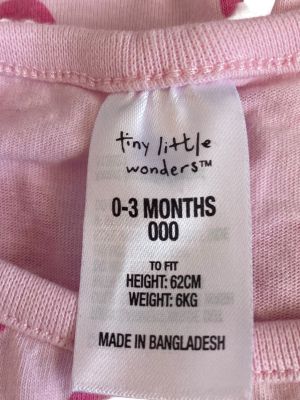 tiny little
wonders™
0-3 MONTHS
000
TO FIT
HEIGHT: 62CM
WEIGHT: 6KG
MADE IN BANGLADESH